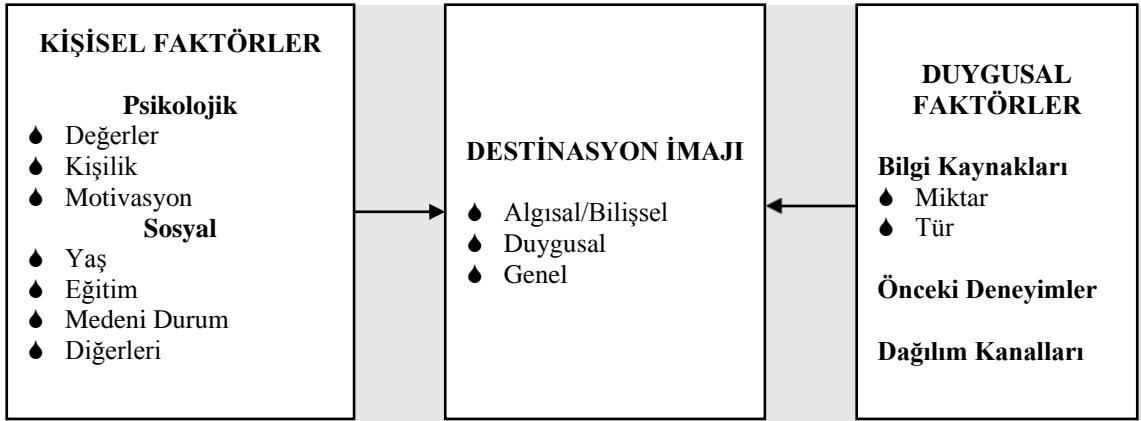 KİŞİSEL FAKTÖRLER
Psikolojik
Değerler
Kişilik
Motivasyon
Sosyal
Yaş
Eğitim
Medeni Durum
Diğerleri
DESTİNASYON İMAJI
Algısal/Bilişsel
Duygusal
Genel
DUYGUSAL
FAKTÖRLER
Bilgi Kaynakları
Miktar
Tür
Önceki Deneyimler
Dağılım Kanalları